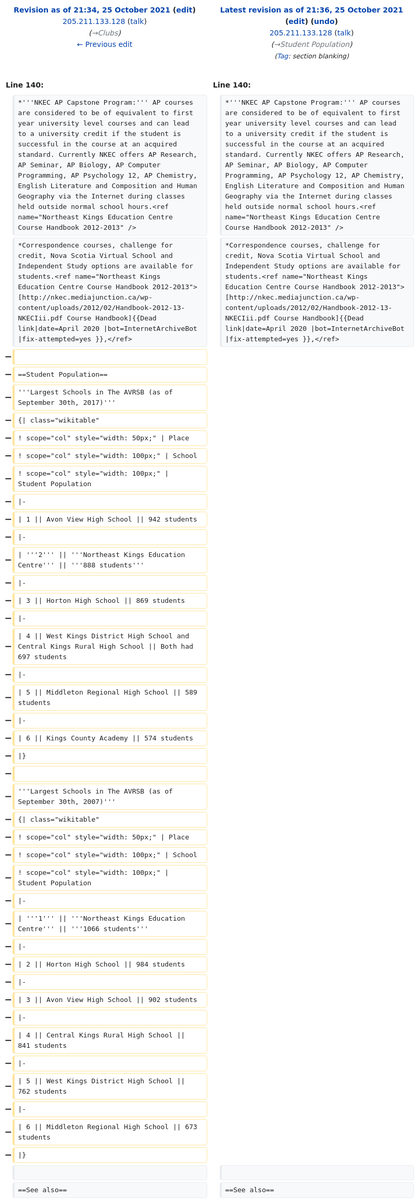 Revision as of 21:34, 25 October 2021 (edit)
205.211.133.128 (talk)
(→Clubs)
← Previous edit
Latest revision as of 21:36, 25 October 2021
(edit) (undo)
205.211.133.128 (talk)
(→Student Population)
(Tag: section blanking)
Line 140:
Line 140:
*'''NKEC AP Capstone Program:''' AP courses
are considered to be of equivalent to first
year university level courses and can lead
to a university credit if the student is
successful in the course at an acquired
standard. Currently NKEC offers AP Research,
AP Seminar, AP Biology, AP Computer
Programming, AP Psychology 12, AP Chemistry,
English Literature and Composition and Human
Geography via the Internet during classes
held outside normal school hours.<ref
name="Northeast Kings Education Centre
Course Handbook 2012-2013" />
*'''NKEC AP Capstone Program:''' AP courses
are considered to be of equivalent to first
year university level courses and can lead
to a university credit if the student is
successful in the course at an acquired
standard. Currently NKEC offers AP Research,
AP Seminar, AP Biology, AP Computer
Programming, AP Psychology 12, AP Chemistry,
English Literature and Composition and Human
Geography via the Internet during classes
held outside normal school hours.<ref
name="Northeast Kings Education Centre
Course Handbook 2012-2013" />
*Correspondence courses, challenge for
credit, Nova Scotia Virtual School and
Independent Study options are available for
students.<ref name="Northeast Kings
Education Centre Course Handbook 2012-2013">
[http://nkec.mediajunction.ca/wp-
content/uploads/2012/02/Handbook-2012-13-
NKECIii.pdf Course Handbook]{{Dead
link|date=April 2020 |bot=InternetArchiveBot
|fix-attempted=yes }},</ref>
*Correspondence courses, challenge for
credit, Nova Scotia Virtual School and
Independent Study options are available for
students.<ref name="Northeast Kings
Education Centre Course Handbook 2012-2013">
[http://nkec.mediajunction.ca/wp-
content/uploads/2012/02/Handbook-2012-13-
NKECIii.pdf Course Handbook]{{Dead
link|date=April 2020 |bot=InternetArchiveBot
|fix-attempted=yes }},</ref>
−
− ==Student Population==
− '''Largest Schools in The AVRSB (as of
September 30th, 2017)'''
− {| class="wikitable"
− ! scope="col" style="width: 50px;" | Place
− ! scope="col" style="width: 100px;" | School
− ! scope="col" style="width: 100px;" |
Student Population
− |-
− | 1 || Avon View High School || 942 students
− |-
− | '''2''' || '''Northeast Kings Education
Centre''' || '''888 students'''
− |-
− | 3 || Horton High School || 869 students
− |-
− | 4 || West Kings District High School and
Central Kings Rural High School || Both had
697 students
− |-
− | 5 || Middleton Regional High School || 589
students
− |-
− | 6 || Kings County Academy || 574 students
− |}
−
− '''Largest Schools in The AVRSB (as of
September 30th, 2007)'''
− {| class="wikitable"
− ! scope="col" style="width: 50px;" | Place
− ! scope="col" style="width: 100px;" | School
− ! scope="col" style="width: 100px;" |
Student Population
− |-
− | '''1''' || '''Northeast Kings Education
Centre''' || '''1066 students'''
− |-
− | 2 || Horton High School || 984 students
− |-
− | 3 || Avon View High School || 902 students
− |-
− | 4 || Central Kings Rural High School ||
841 students
− |-
− | 5 || West Kings District High School ||
762 students
− |-
− | 6 || Middleton Regional High School || 673
students
− |}
==See also==
==See also==